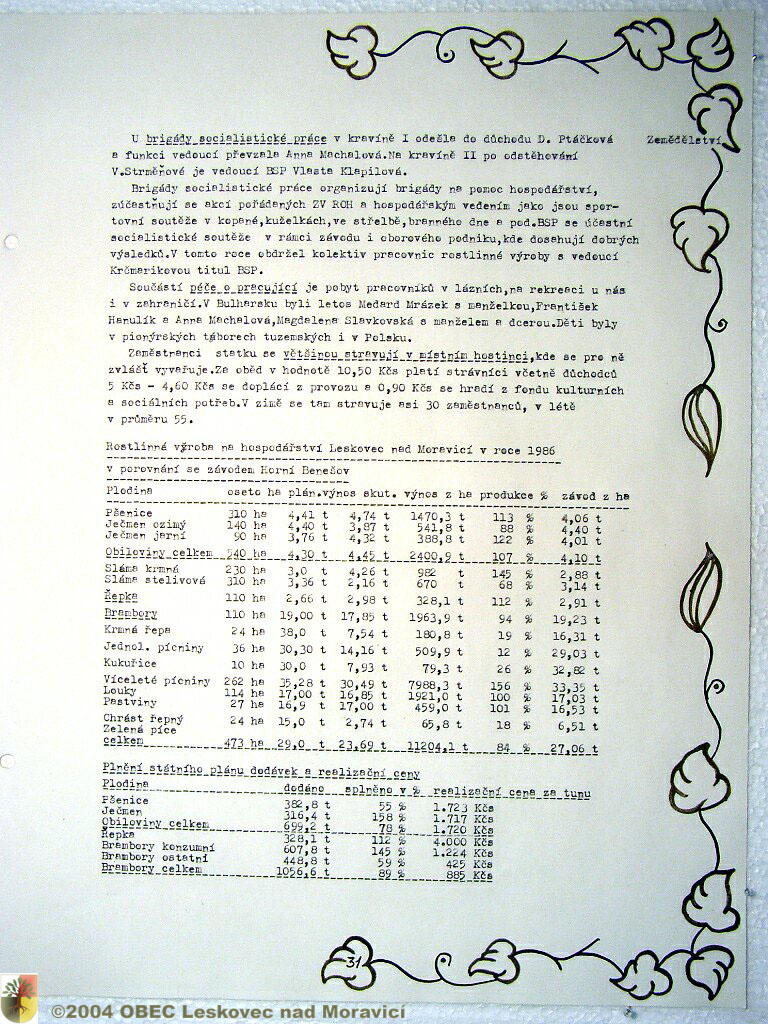 U brigády socialistické práce v kravíně I odešla do důchodu D. Ptáčková Zemědělství
a funkci vedoucí převzala Anna Machalová.Na kravíně II po odstěhování
V.Strměňové je vedoucí BSP Vlasta Klapilová.
Brigády socialistické práce organizují brigády na pomoc hospodářství,
zúčastňují se akcí pořádaných ZV ROH a hospodářským vedením jako jsou spor-
tovní soutěže v kopané,kuželkách,ve střelbě,branného dne a pod.BSP se účastní
socialistické soutěže v rámci závodu i oborového podniku,kde dosahují dobrých
výsledků.V tomto roce obdržel kolektiv pracovnic rostlinné výroby s vedoucí
Krčmarikovou titul BSP.
Součástí péče o pracující je pobyt pracovníků v lázních,na rekreaci u nás
i v zahraničí.V Bulharsku byli letos Medard Mrázek s manželkou,František
Hanulík a Anna Machalová,Magdalena Slavkovská s manželem a dcerou.Děti byly
v pionýrských táborech tuzemských i v Polsku.
Zaměstnanci statku se většinou stravují v místním hostinci,kde se pro ně
zvlášť vyvařuje.Za oběd v hodnotě 10,50 Kčs platí strávníci včetně důchodců
5 Kčs - 4,60 Kčs se doplácí z provozu a 0,90 Kčs se hradí z fondu kulturních
a sociálních potřeb.V zimě se tam stravuje asi 30 zaměstnanců, v létě
v průměru 55.
Rostlinná výroba na hospodářství Leskovec nad Moravicí v roce 1986
v porovnání se závodem Horní Benešov
Plodina oseto ha plán.výnos skut. výnos z ha produkce % závod z ha
Pšenice 310 ha 4,41 t 4,74 t 1470,3 t 113 % 4,06 t
Ječmen ozimý 140 ha 4,40 t 3,87 t 541,8 t 88 % 4,40 t
Ječmen jarní 90 ha 3,76 t 4,32 t 388,8 t 122 % 4,01 t
Obiloviny celkem 540 ha 4,30 t 4,45 t 2400,9 t 107 % 4,10 t
Sláma krmná 230 ha 3,0 t 4,26 t 982 t 145 % 2,88 t
Sláma stelivová 310 ha 3,36 t 2,16 t 670 t 68 % 3,14 t
Řepka 110 ha 2,66 t 2,98 t 328,1 t 112 % 2,91 t
Brambory 110 ha 19,00 t 17,85 t 1963,9 t 94 % 19,23 t
Krmná řepa 24 ha 38,0 t 7,54 t 180,8 t 19 % 16,31 t
Jednol. pícniny 36 ha 30,30 t 14,16 t 509,9 t 12 % 29,03 t
Kukuřice 10 ha 30,0 t 7,93 t 79,3 t 26 % 32,82 t
Víceleté pícniny 262 ha 35,28 t 30,49 t 7988,3 t 156 % 33,35 t
Louky 114 ha 17,00 t 16,85 t 1921,0 t 100 % 17,03 t
Pastviny 27 ha 16,9 t 17,00 t 459,0 t 101 % 16,53 t
Chrást řepný 24 ha 15,0 t 2,74 t 65,8 t 18 % 6,51 t
Zelená píce
celkem 473 ha 29,0 t 23,69 t 11204,1 t 84 % 27,06 t
Plnění státního plánu dodávek a realizační ceny
Plodina dodáno splněno v % realizační cena za tunu
Pšenice 382,8 t 55 % 1.723 Kčs
Ječmen 316,4 t 158 % 1.717 Kčs
Obiloviny celkem 699,2 t 78 % 1.720 Kčs
Řepka 328,1 t 112 % 4.000 Kčs
Brambory konzumní 607,8 t 145 % 1.224 Kčs
Brambory ostatní 448,8 t 59 % 425 Kčs
Brambory celkem 1056,6 t 89 % 885 Kčs
31
©2004 OBEC Leskovec nad Moravicí